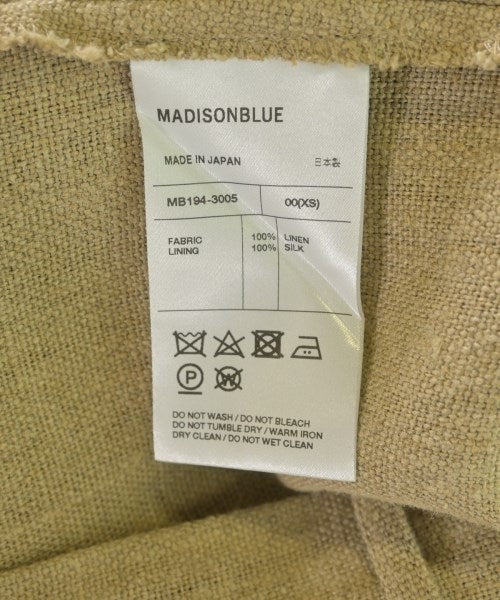 MADISONBLUE
MADE IN JAPAN 日本製
MB194-3005 00(XS)
FABRIC 100% LINEN
LINING 100% SILK
P W
DO NOT WASH / DO NOT BLEACH
DO NOT TUMBLE DRY / WARM IRON
DRY CLEAN / DO NOT WET CLEAN